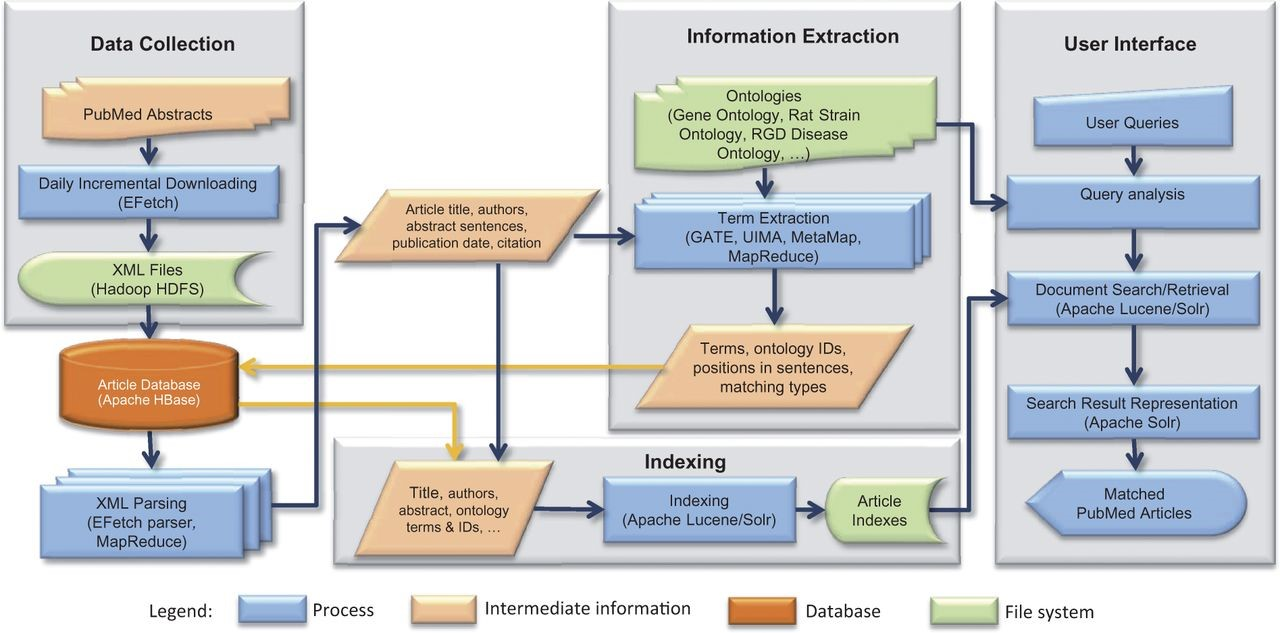 Data Collection
PubMed Abstracts
Daily Incremental Downloading
(EFetch)
XML Files
(Hadoop HDFS)
Article Database
(Apache HBase)
XML Parsing
(EFetch parser,
MapReduce)
Article title, authors,
abstract sentences,
publication date, citation
Information Extraction
Ontologies
(Gene Ontology, Rat Strain
Ontology, RGD Disease
Ontology, ...)
Term Extraction
(GATE, UIMA, MetaMap,
MapReduce)
Terms, ontology IDs,
positions in sentences,
matching types
Indexing
Title, authors,
abstract, ontology
terms & IDs, ...
Indexing
(Apache Lucene/Solr)
Article
Indexes
User Interface
User Queries
Query analysis
Document Search/Retrieval
(Apache Lucene/Solr)
Search Result Representation
(Apache Solr)
Matched
PubMed Articles
Legend:
Process
Intermediate information
Database
File system